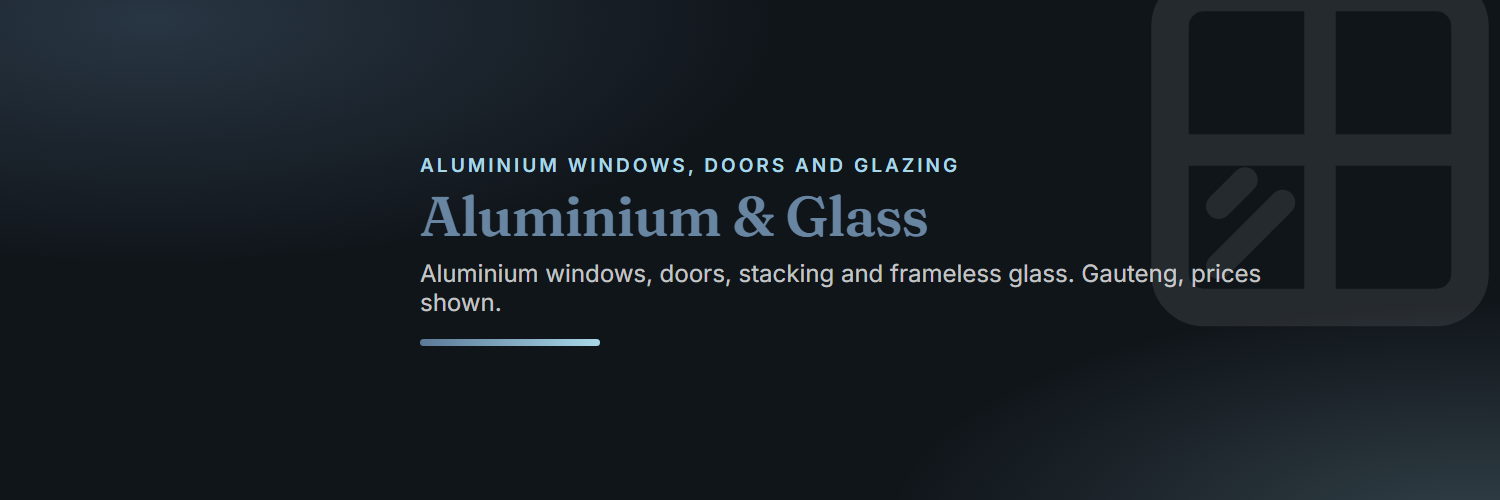 ALUMINIUM WINDOWS, DOORS AND GLAZING
Aluminium & Glass
Aluminium windows, doors, stacking and frameless glass. Gauteng, prices
shown.